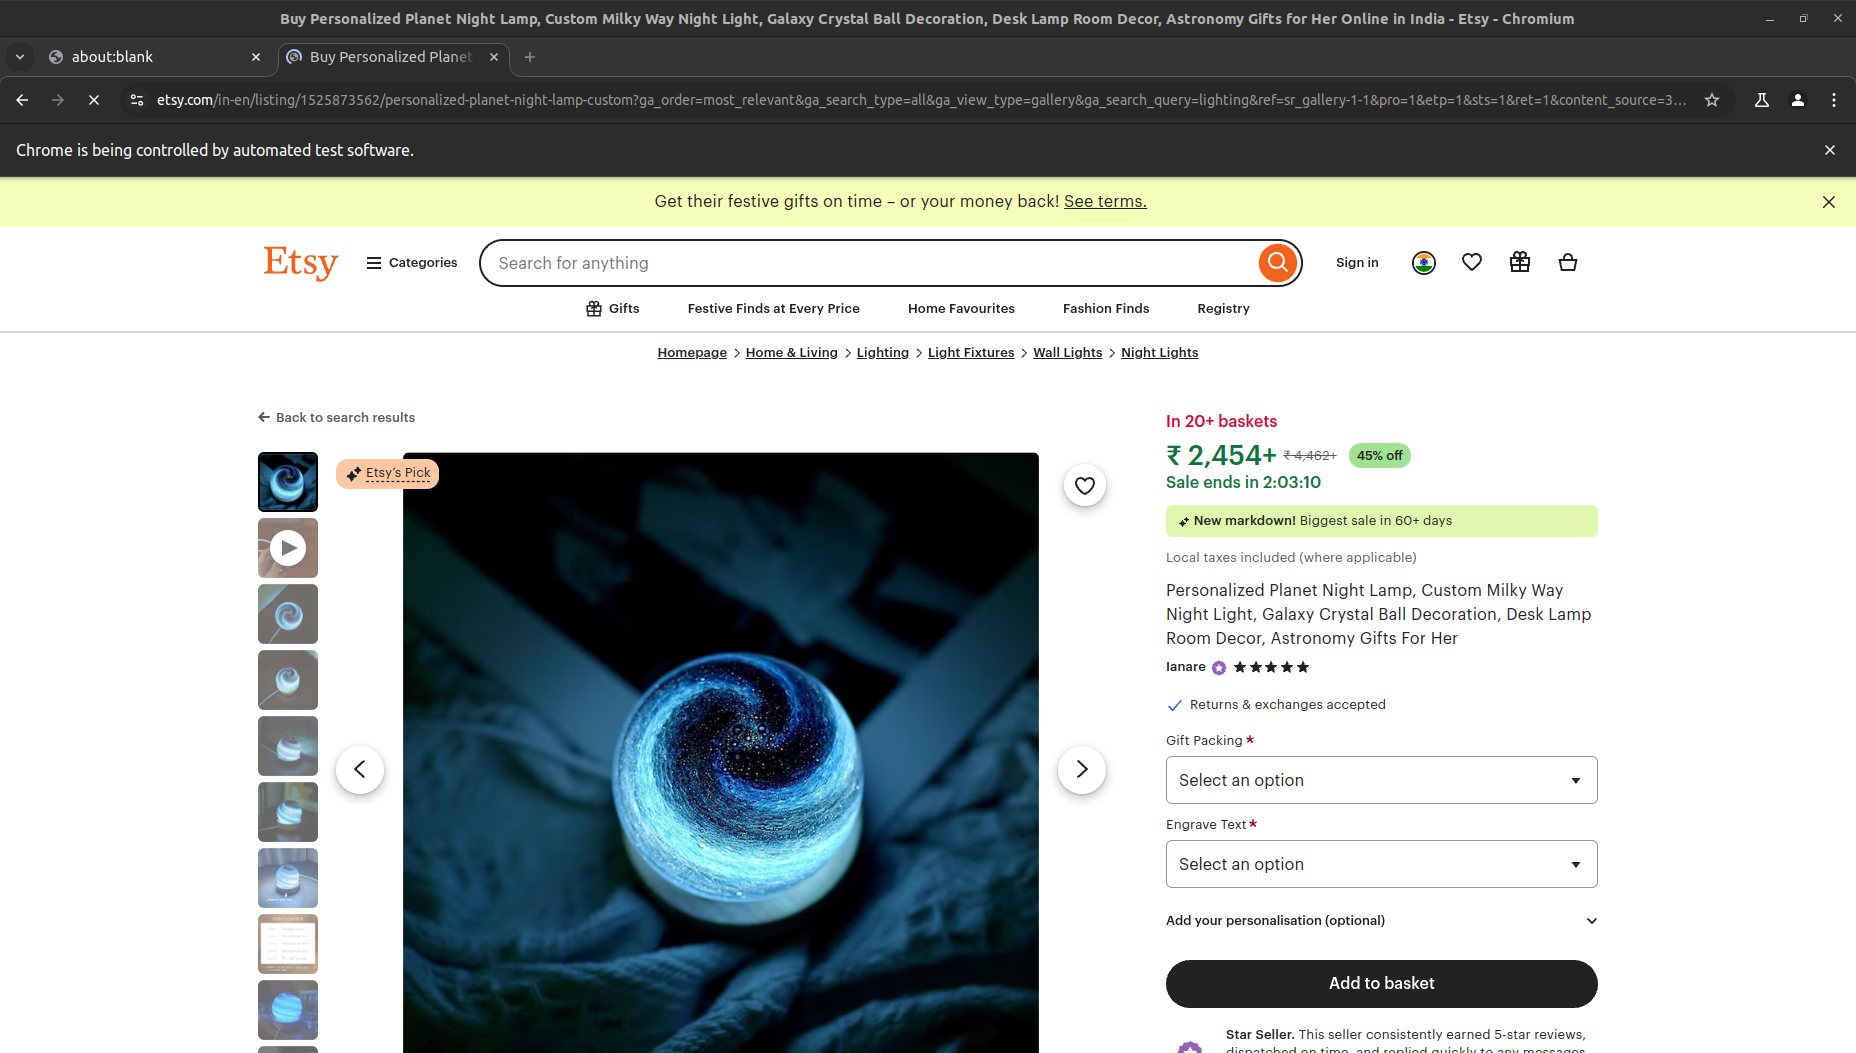 Buy Personalized Planet Night Lamp, Custom Milky Way Night Light, Galaxy Crystal Ball Decoration, Desk Lamp Room Decor, Astronomy Gifts for Her Online in India - Etsy - Chromium
about:blank
Buy Personalized Planet
etsy.com/in-en/listing/1525873562/personalized-planet-night-lamp-custom?ga_order=most_relevant&ga_search_type=all&ga_view_type=gallery&ga_search_query=lighting&ref=sr_gallery-1-1&pro=1&etp=1&sts=1&ret=1&content_source=3...
Chrome is being controlled by automated test software.
Get their festive gifts on time – or your money back! See terms.
Etsy
Categories
Search for anything
Sign in
Gifts
Festive Finds at Every Price
Home Favourites
Fashion Finds
Registry
Homepage
Home & Living
Lighting
Light Fixtures
Wall Lights
Night Lights
Back to search results
Etsy's Pick
In 20+ baskets
₹ 2,454+ ₹ 4,462+ 45% off
Sale ends in 2:03:10
New markdown! Biggest sale in 60+ days
Local taxes included (where applicable)
Personalized Planet Night Lamp, Custom Milky Way
Night Light, Galaxy Crystal Ball Decoration, Desk Lamp
Room Decor, Astronomy Gifts For Her
Ianare
Returns & exchanges accepted
Gift Packing *
Select an option
Engrave Text *
Select an option
Add your personalisation (optional)
Add to basket
Star Seller. This seller consistently earned 5-star reviews,
dispatched on time, and replied quickly to any messages